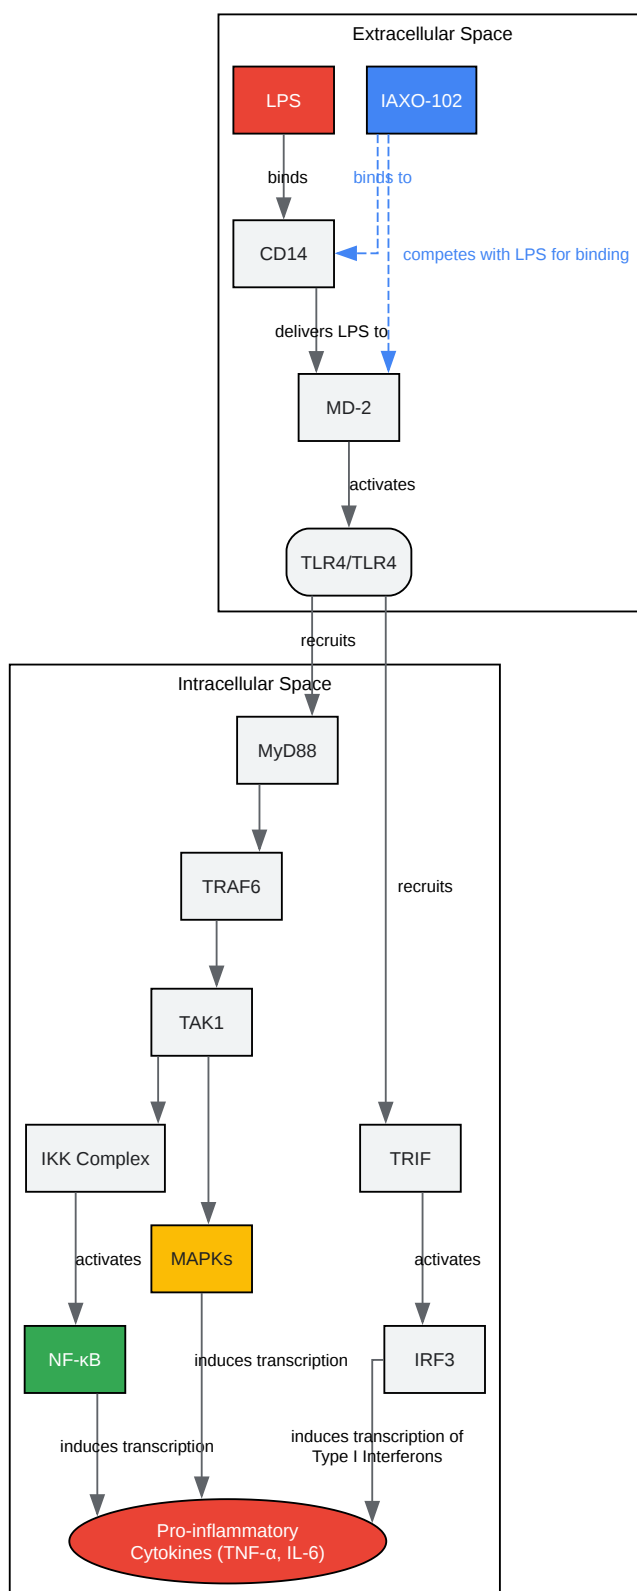 Extracellular Space
LPS
IAXO-102
binds
binds to
CD14
competes with LPS for binding
delivers LPS to
MD-2
activates
TLR4/TLR4
recruits
Intracellular Space
MyD88
TRAF6
recruits
TAK1
IKK Complex
TRIF
activates
MAPKs
activates
NF-κB
induces transcription
IRF3
induces transcription
induces transcription of
Type I Interferons
Pro-inflammatory
Cytokines (TNF-α, IL-6)